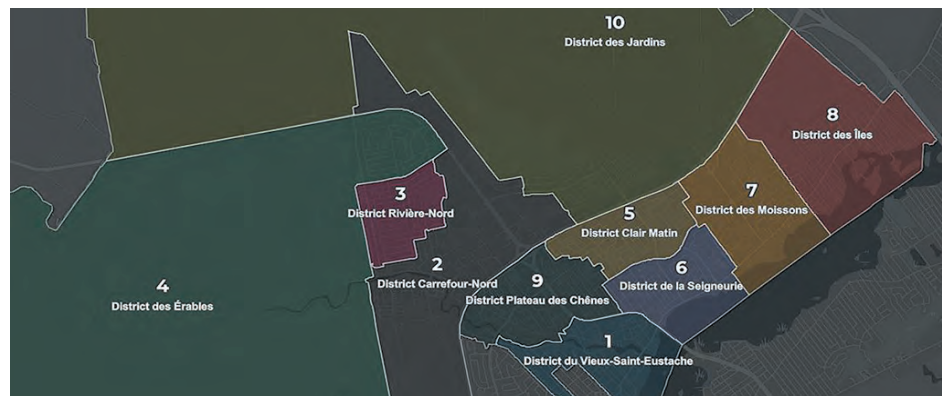 10
District des Jardins
8
District des Îles
3
District Rivière-Nord
7
District des Moissons
5
District Clair Matin
2
District Carrefour-Nord
6
District de la Seigneurie
4
District des Érables
9
District Plateau des Chênes
1
District du Vieux-Saint-Eustache